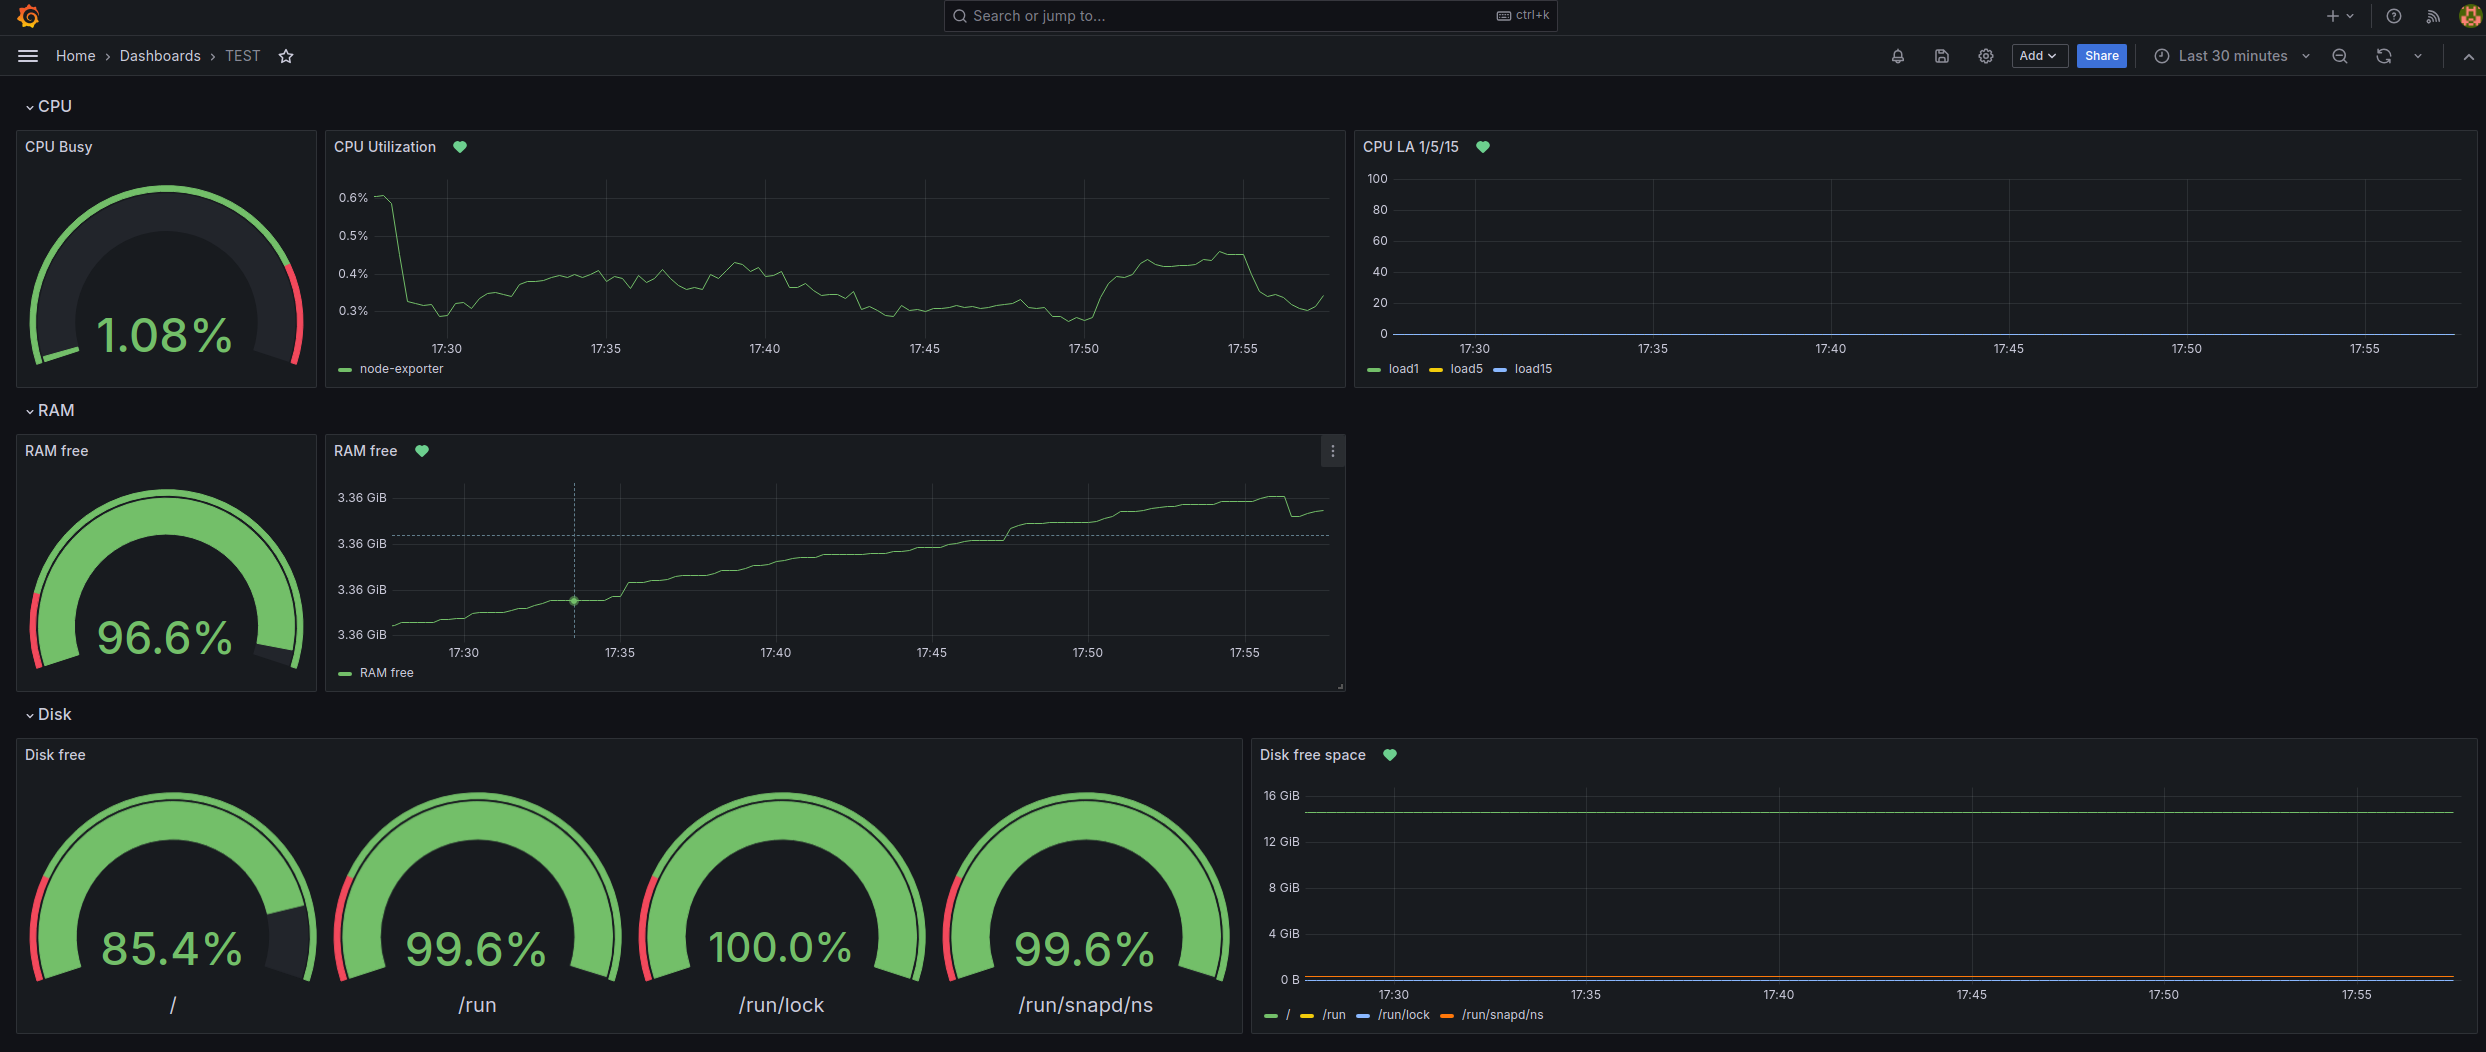 Search or jump to... ctrl+k
Home › Dashboards › TEST Add Share Last 30 minutes
CPU
CPU Busy
1.08%
CPU Utilization
0.6%
0.5%
0.4%
0.3%
17:30 17:35 17:40 17:45 17:50 17:55
node-exporter
CPU LA 1/5/15
100
80
60
40
20
0
17:30 17:35 17:40 17:45 17:50 17:55
load1 load5 load15
RAM
RAM free
96.6%
RAM free
3.36 GiB
3.36 GiB
3.36 GiB
3.36 GiB
17:30 17:35 17:40 17:45 17:50 17:55
RAM free
Disk
Disk free
85.4% 99.6% 100.0% 99.6%
/ /run /run/lock /run/snapd/ns
Disk free space
16 GiB
12 GiB
8 GiB
4 GiB
0 B
17:30 17:35 17:40 17:45 17:50 17:55
/ /run /run/lock /run/snapd/ns